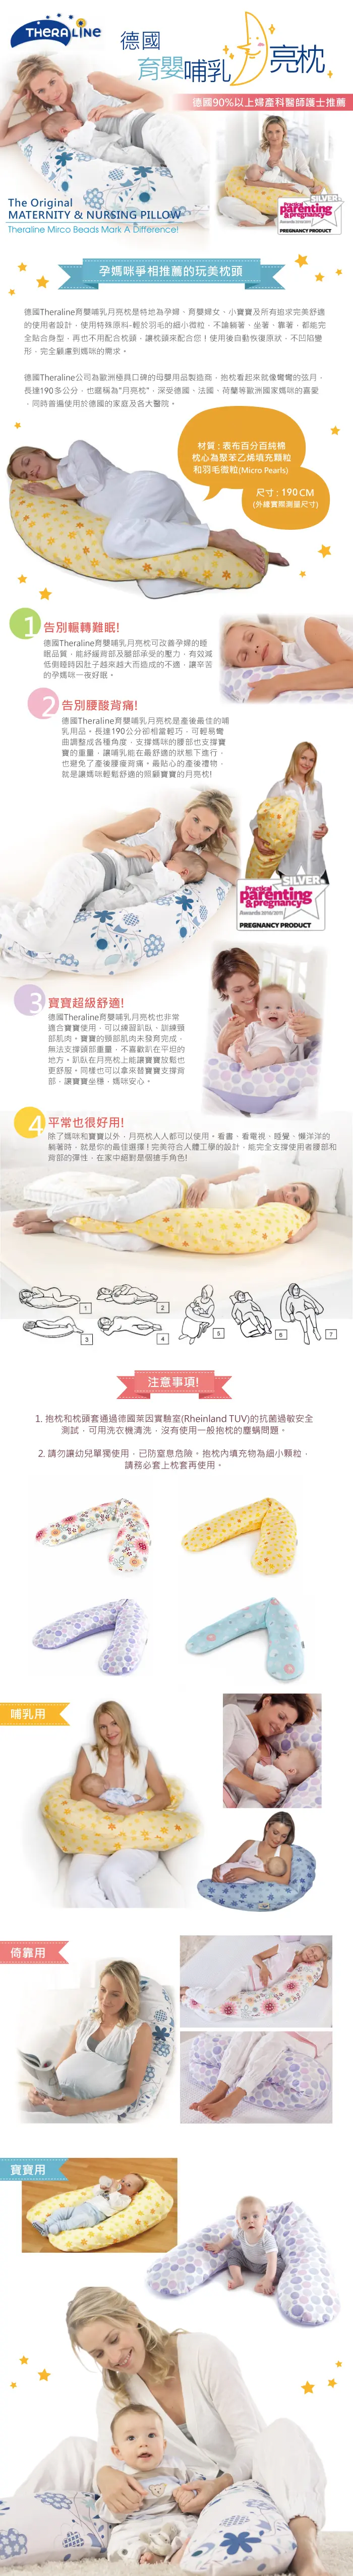 THERALINE
德國
育嬰哺乳月亮枕
德國90%以上婦產科醫師護士推薦
The Original
MATERNITY & NURSING PILLOW
Theraline Mirco Beads Mark A Difference!
SILVER
Practical
parenting
& pregnancy
Awards 2010/2011
PREGNANCY PRODUCT
孕媽咪爭相推薦的玩美枕頭
德國Theraline育嬰哺乳月亮枕是特地為孕婦、育嬰婦女、小寶寶及所有追求完美舒適
的使用者設計，使用特殊原料-輕於羽毛的細小微粒，不論躺著、坐著、靠著，都能完
全貼合身型，再也不用配合枕頭，讓枕頭來配合您！使用後自動恢復原狀，不凹陷變
形，完全顧慮到媽咪的需求。
德國Theraline公司為歐洲極具口碑的母嬰用品製造商，抱枕看起來就像彎彎的弦月，
長達190多公分，也暱稱為"月亮枕"，深受德國、法國、荷蘭等歐洲國家媽咪的喜愛
，同時普遍使用於德國的家庭及各大醫院。
材質：表布百分百純棉
枕心為聚苯乙烯填充顆粒
和羽毛微粒(Micro Pearls)
尺寸：190 CM
(外緣實際測量尺寸)
1 告別輾轉難眠!
德國Theraline育嬰哺乳月亮枕可改善孕婦的睡
眠品質，能紓緩背部及腿部承受的壓力，有效減
低側睡時因肚子越來越大而造成的不適，讓辛苦
的孕媽咪一夜好眠。
2 告別腰酸背痛!
德國Theraline育嬰哺乳月亮枕是產後最佳的哺
乳用品。長達190公分卻相當輕巧，可輕易彎
曲調整成各種角度，支撐媽咪的腰部也支撐寶
寶的重量，讓哺乳能在最舒適的狀態下進行，
也避免了產後腰痠背痛。最貼心的產後禮物，
就是讓媽咪輕鬆舒適的照顧寶寶的月亮枕!
SILVER
Practical
parenting
& pregnancy
Awards 2010/2011
PREGNANCY PRODUCT
3 寶寶超級舒適!
德國Theraline育嬰哺乳月亮枕也非常
適合寶寶使用，可以練習趴臥，訓練頸
部肌肉。寶寶的頸部肌肉未發育完成，
無法支撐頭部重量，不喜歡趴在平坦的
地方。趴臥在月亮枕上能讓寶寶放鬆也
更舒服。同樣也可以拿來替寶寶支撐背
部，讓寶寶坐穩，媽咪安心。
4 平常也很好用!
除了媽咪和寶寶以外，月亮枕人人都可以使用。看書、看電視、睡覺、懶洋洋的
躺著時，就是你的最佳選擇！完美符合人體工學的設計，能完全支撐使用者腰部和
背部的彈性，在家中絕對是個搶手角色!
1
2
3
4
5
6
7
注意事項!
1. 抱枕和枕頭套通過德國萊因實驗室(Rheinland TUV)的抗菌過敏安全
測試，可用洗衣機清洗，沒有使用一般抱枕的塵蟎問題。
2. 請勿讓幼兒單獨使用，已防窒息危險。抱枕內填充物為細小顆粒，
請務必套上枕套再使用。
哺乳用
倚靠用
寶寶用